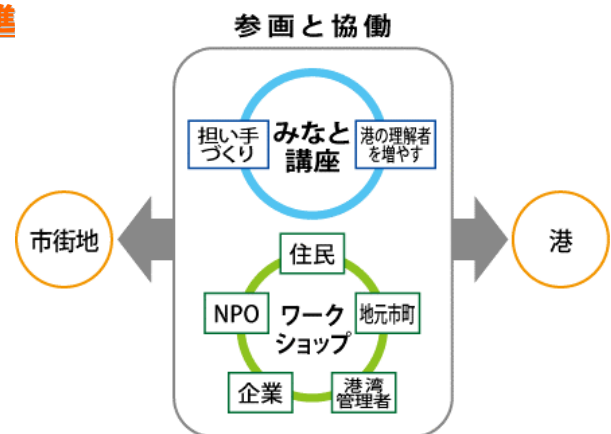 進
参画と協働
担い手
づくり
みなと
講座
港の理解者
を増やす
市街地
港
住民
NPO
ワーク
ショップ
地元市町
企業
港湾
管理者